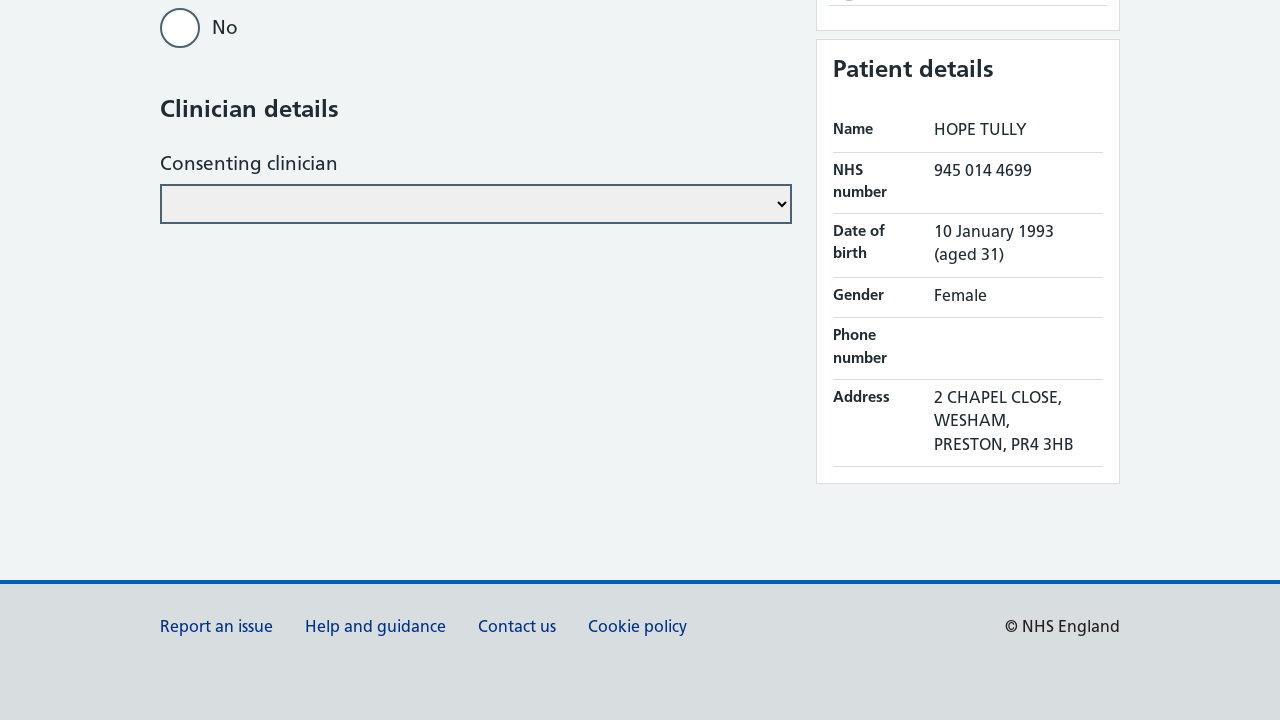 No
Clinician details
Consenting clinician
Patient details
Name HOPE TULLY
NHS number 945 014 4699
Date of birth 10 January 1993 (aged 31)
Gender Female
Phone number
Address 2 CHAPEL CLOSE,
WESHAM,
PRESTON, PR4 3HB
Report an issue Help and guidance Contact us Cookie policy © NHS England